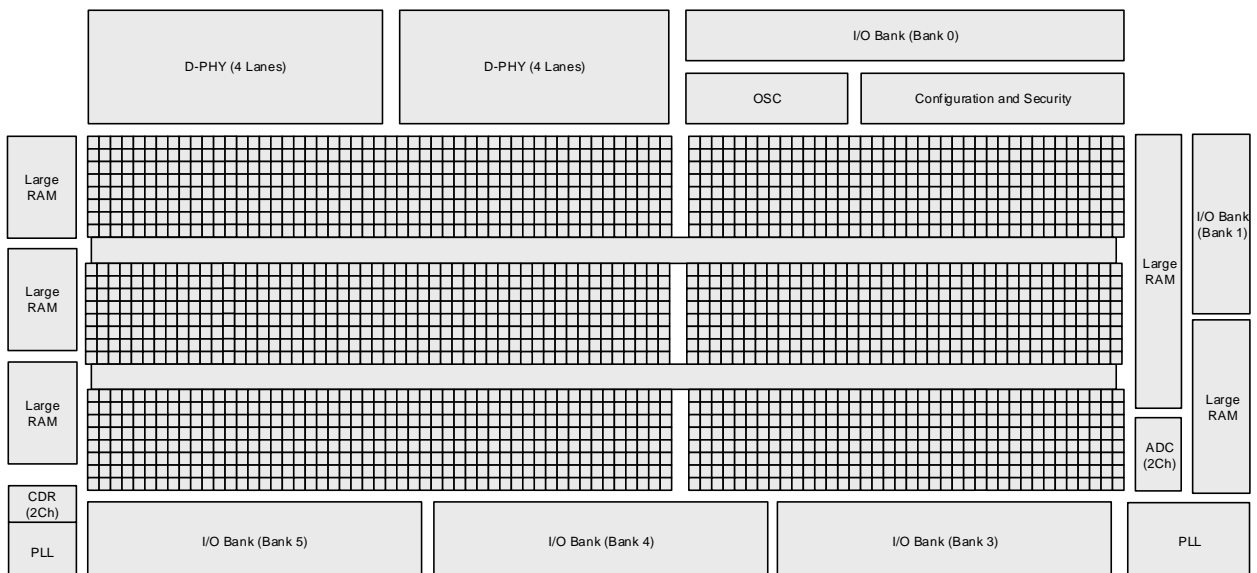 D-PHY (4 Lanes)
D-PHY (4 Lanes)
I/O Bank (Bank 0)
OSC
Configuration and Security
Large
RAM
Large
RAM
Large
RAM
Large
RAM
I/O Bank
(Bank 1)
Large
RAM
ADC
(2Ch)
CDR
(2Ch)
PLL
I/O Bank (Bank 5)
I/O Bank (Bank 4)
I/O Bank (Bank 3)
PLL